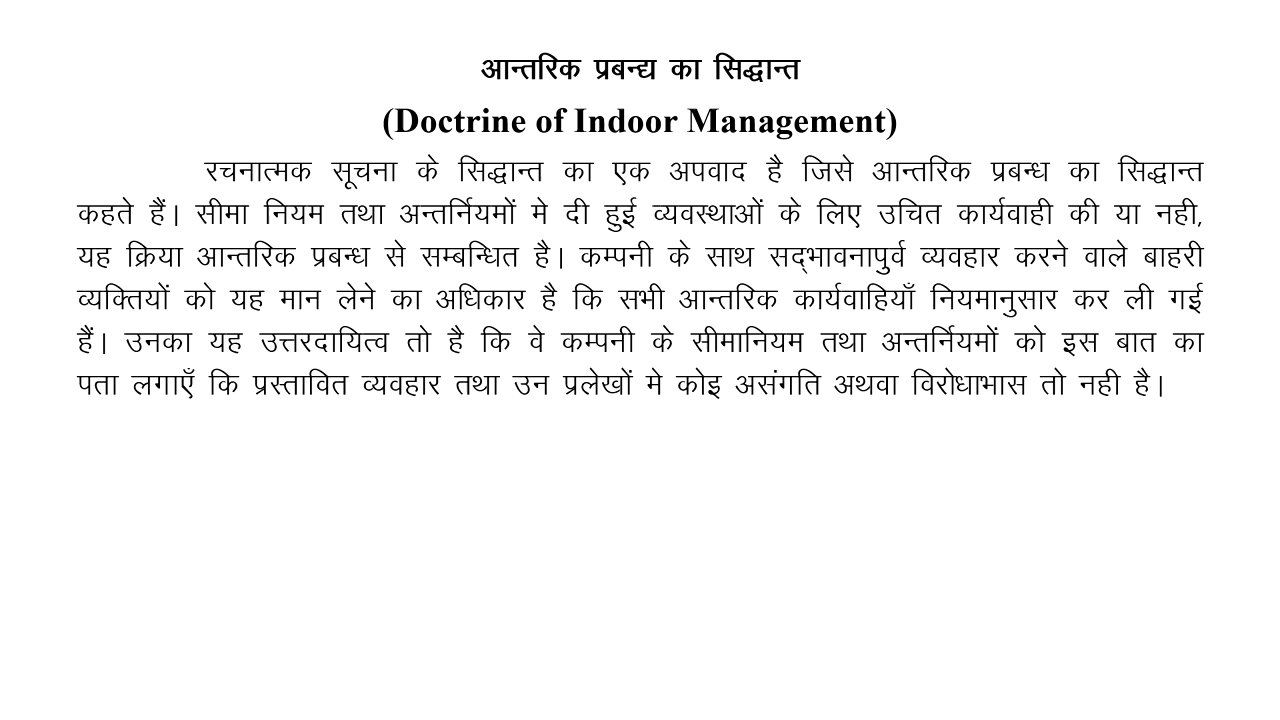 आन्तरिक प्रबन्द्य का सिद्धान्त
(Doctrine of Indoor Management)
रचनात्मक सूचना के सिद्धान्त का एक अपवाद है जिसे आन्तरिक प्रबन्ध का सिद्धान्त
कहते हैं। सीमा नियम तथा अन्तर्नियमों मे दी हुई व्यवस्थाओं के लिए उचित कार्यवाही की या नही,
यह क्रिया आन्तरिक प्रबन्ध से सम्बन्धित है। कम्पनी के साथ सद्‌भावनापुर्व व्यवहार करने वाले बाहरी
व्यक्तियों को यह मान लेने का अधिकार है कि सभी आन्तरिक कार्यवाहियाँ नियमानुसार कर ली गई
हैं। उनका यह उत्तरदायित्व तो है कि वे कम्पनी के सीमानियम तथा अन्तर्नियमों को इस बात का
पता लगाएँ कि प्रस्तावित व्यवहार तथा उन प्रलेखों मे कोइ असंगति अथवा विरोधाभास तो नही है।